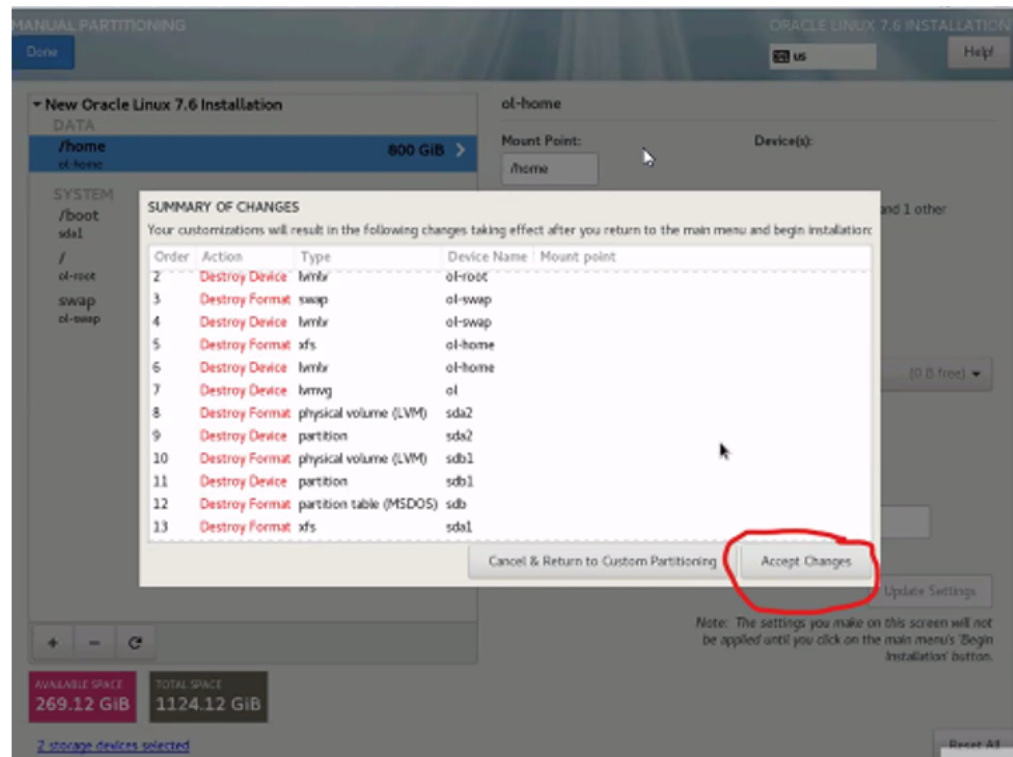 MANUAL PARTITIONING
ORACLE LINUX 7.6 INSTALLATION
Done
us
Help!
New Oracle Linux 7.6 Installation
DATA
/home
800 GiB
ol-home
SYSTEM
/boot
sda1
/
ol-root
swap
ol-swap
ol-home
Mount Point:
Device(s):
/home
and 1 other
SUMMARY OF CHANGES
Your customizations will result in the following changes taking effect after you return to the main menu and begin installation:
Order Action Type Device Name Mount point
2 Destroy Device lvmlv ol-root
3 Destroy Format swap ol-swap
4 Destroy Device lvmlv ol-swap
5 Destroy Format xfs ol-home
6 Destroy Device lvmlv ol-home
7 Destroy Device lvmvg ol
8 Destroy Format physical volume (LVM) sda2
9 Destroy Device partition sda2
10 Destroy Format physical volume (LVM) sdb1
11 Destroy Device partition sdb1
12 Destroy Format partition table (MSDOS) sdb
13 Destroy Format xfs sda1
(0 B free)
Cancel & Return to Custom Partitioning
Accept Changes
Update Settings
Note: The settings you make on this screen will not
be applied until you click on the main menu's 'Begin
Installation' button.
AVAILABLE SPACE
269.12 GiB
TOTAL SPACE
1124.12 GiB
2 storage devices selected
Reset All